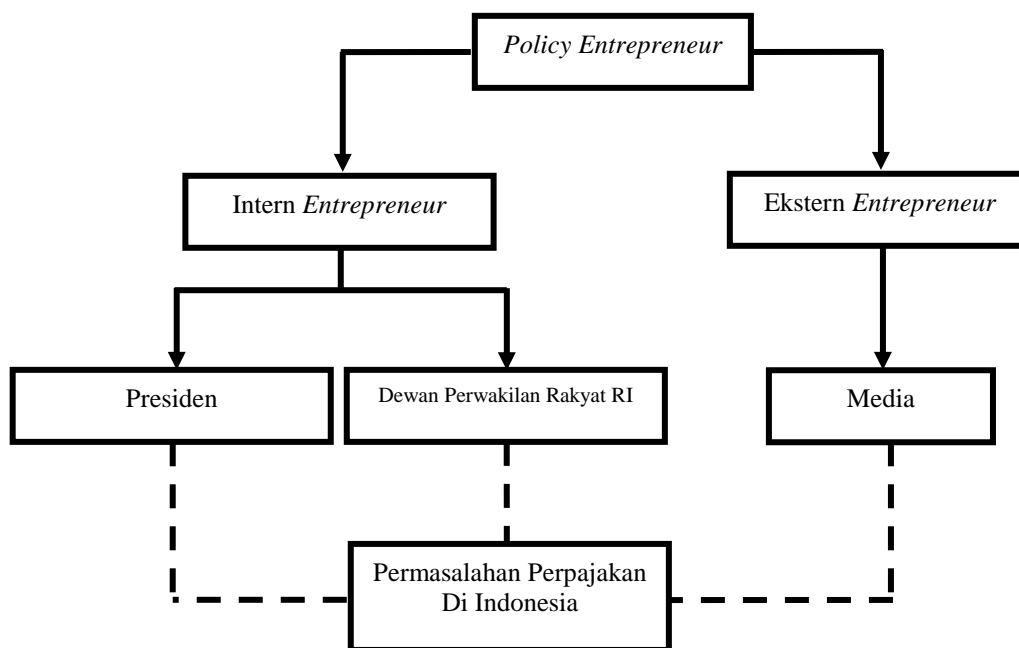 Policy Entrepreneur
Intern Entrepreneur
Ekstern Entrepreneur
Presiden
Dewan Perwakilan Rakyat RI
Media
Permasalahan Perpajakan
Di Indonesia